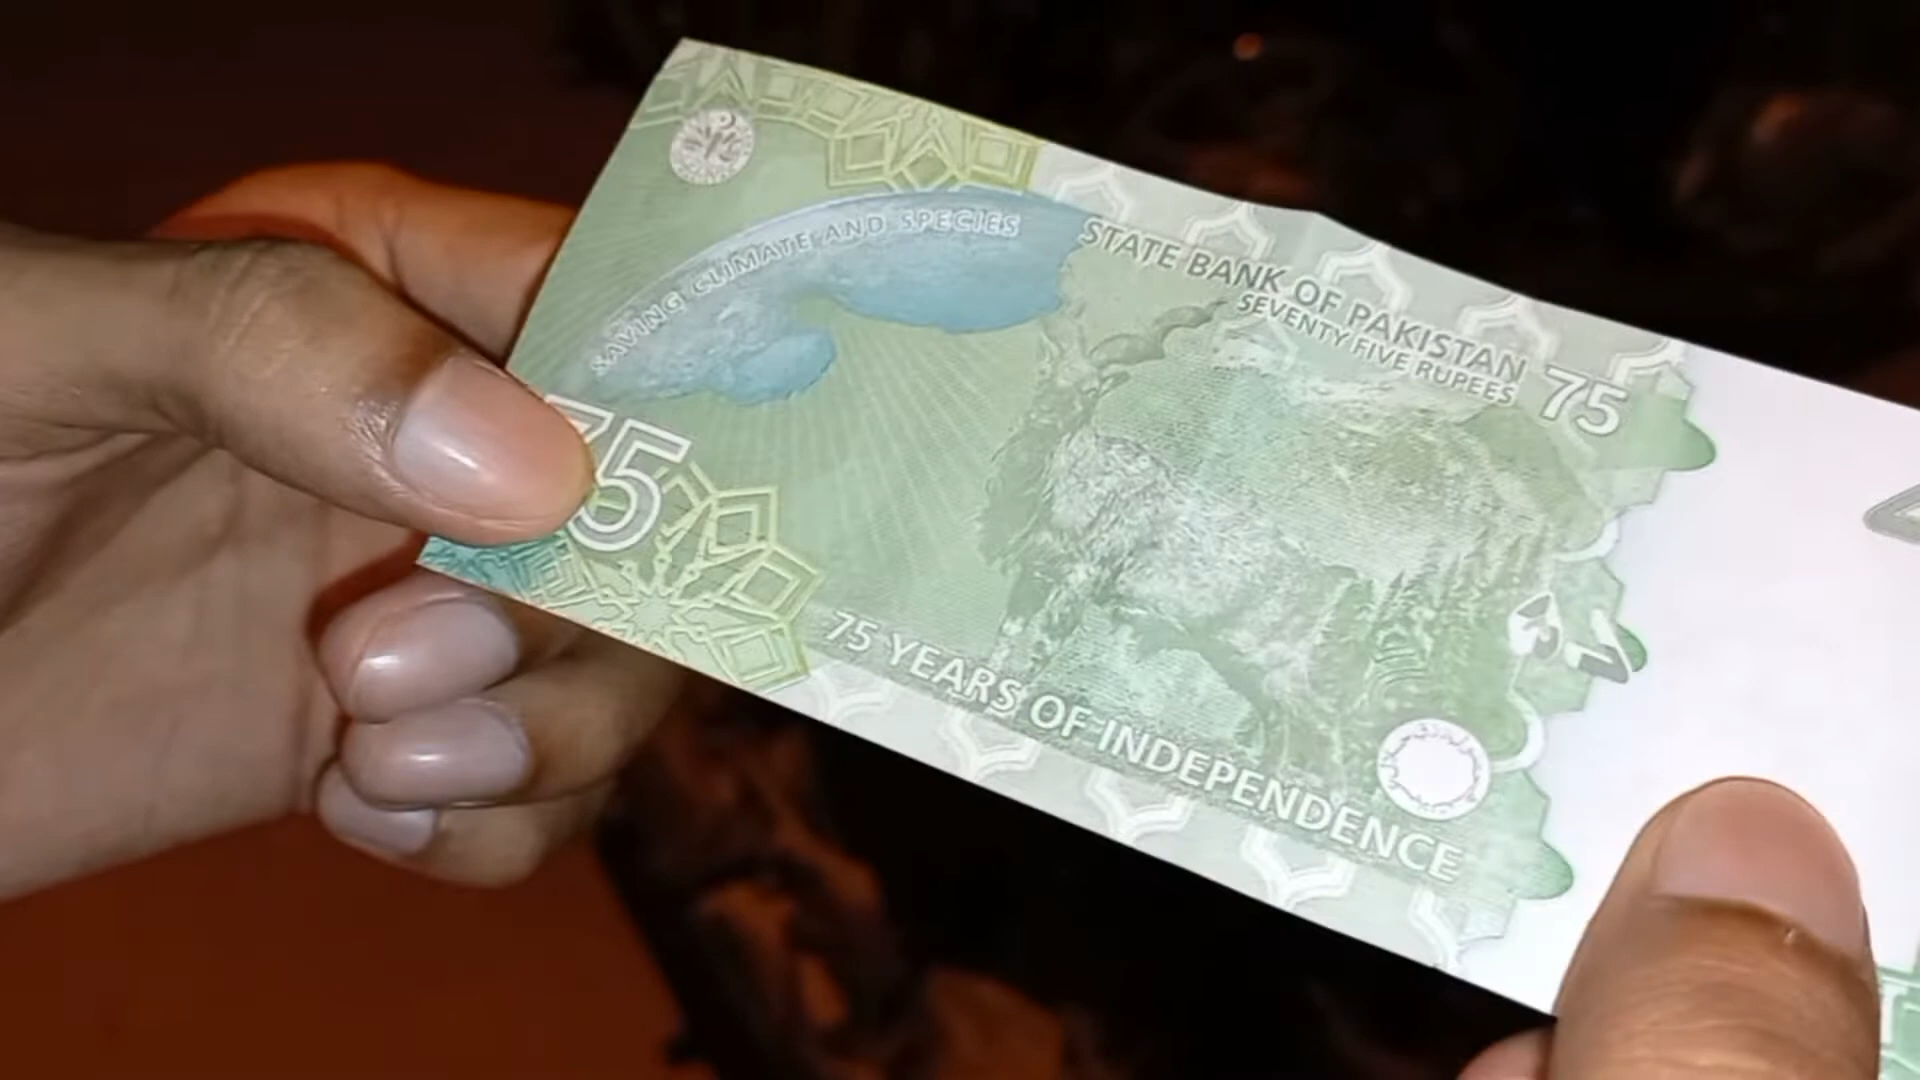 SAVING CLIMATE AND SPECIES
STATE BANK OF PAKISTAN
SEVENTY FIVE RUPEES
75
75
75 YEARS OF INDEPENDENCE